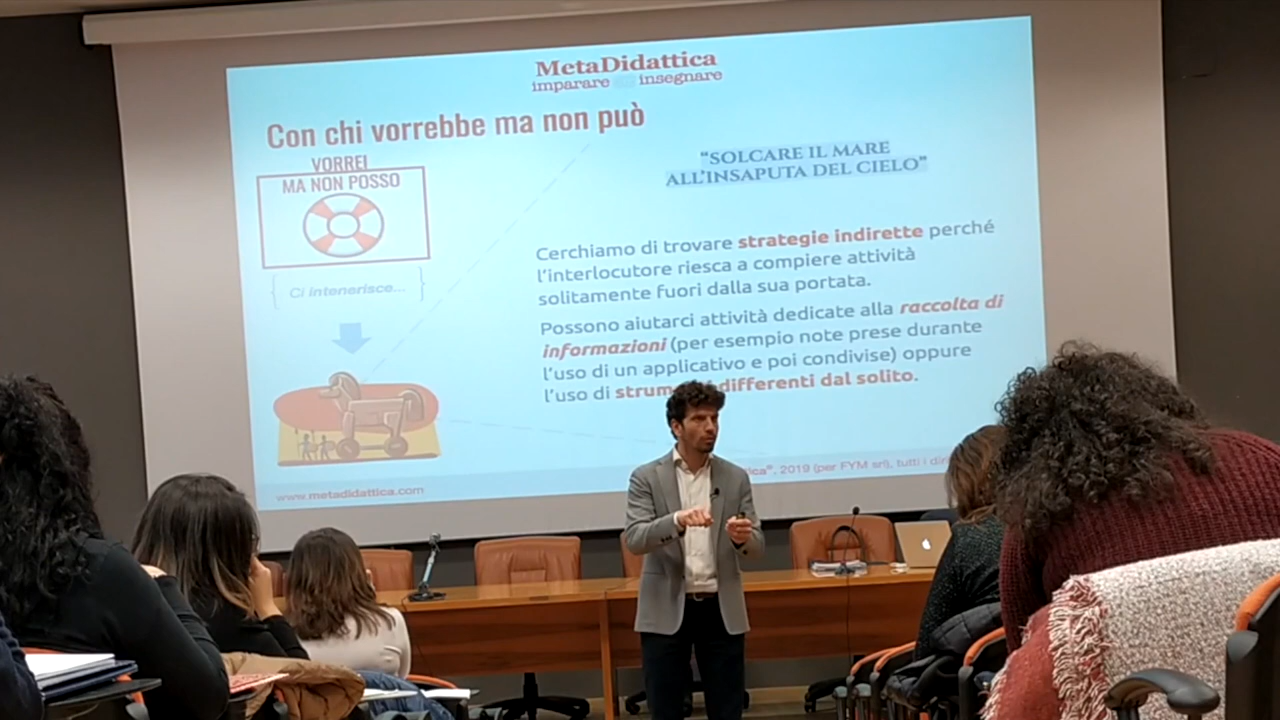 MetaDidattica
imparare ad insegnare
Con chi vorrebbe ma non può
VORREI
MA NON POSSO
Ci intenerisce...
"SOLCARE IL MARE
ALL'INSAPUTA DEL CIELO"
Cerchiamo di trovare strategie indirette perché
l'interlocutore riesca a compiere attività
solitamente fuori dalla sua portata.
Possono aiutarci attività dedicate alla raccolta di
informazioni (per esempio note prese durante
l'uso di un applicativo e poi condivise) oppure
l'uso di differenti dal solito.
www.metadidattica.com
2019 (per FYM srl), tutti i